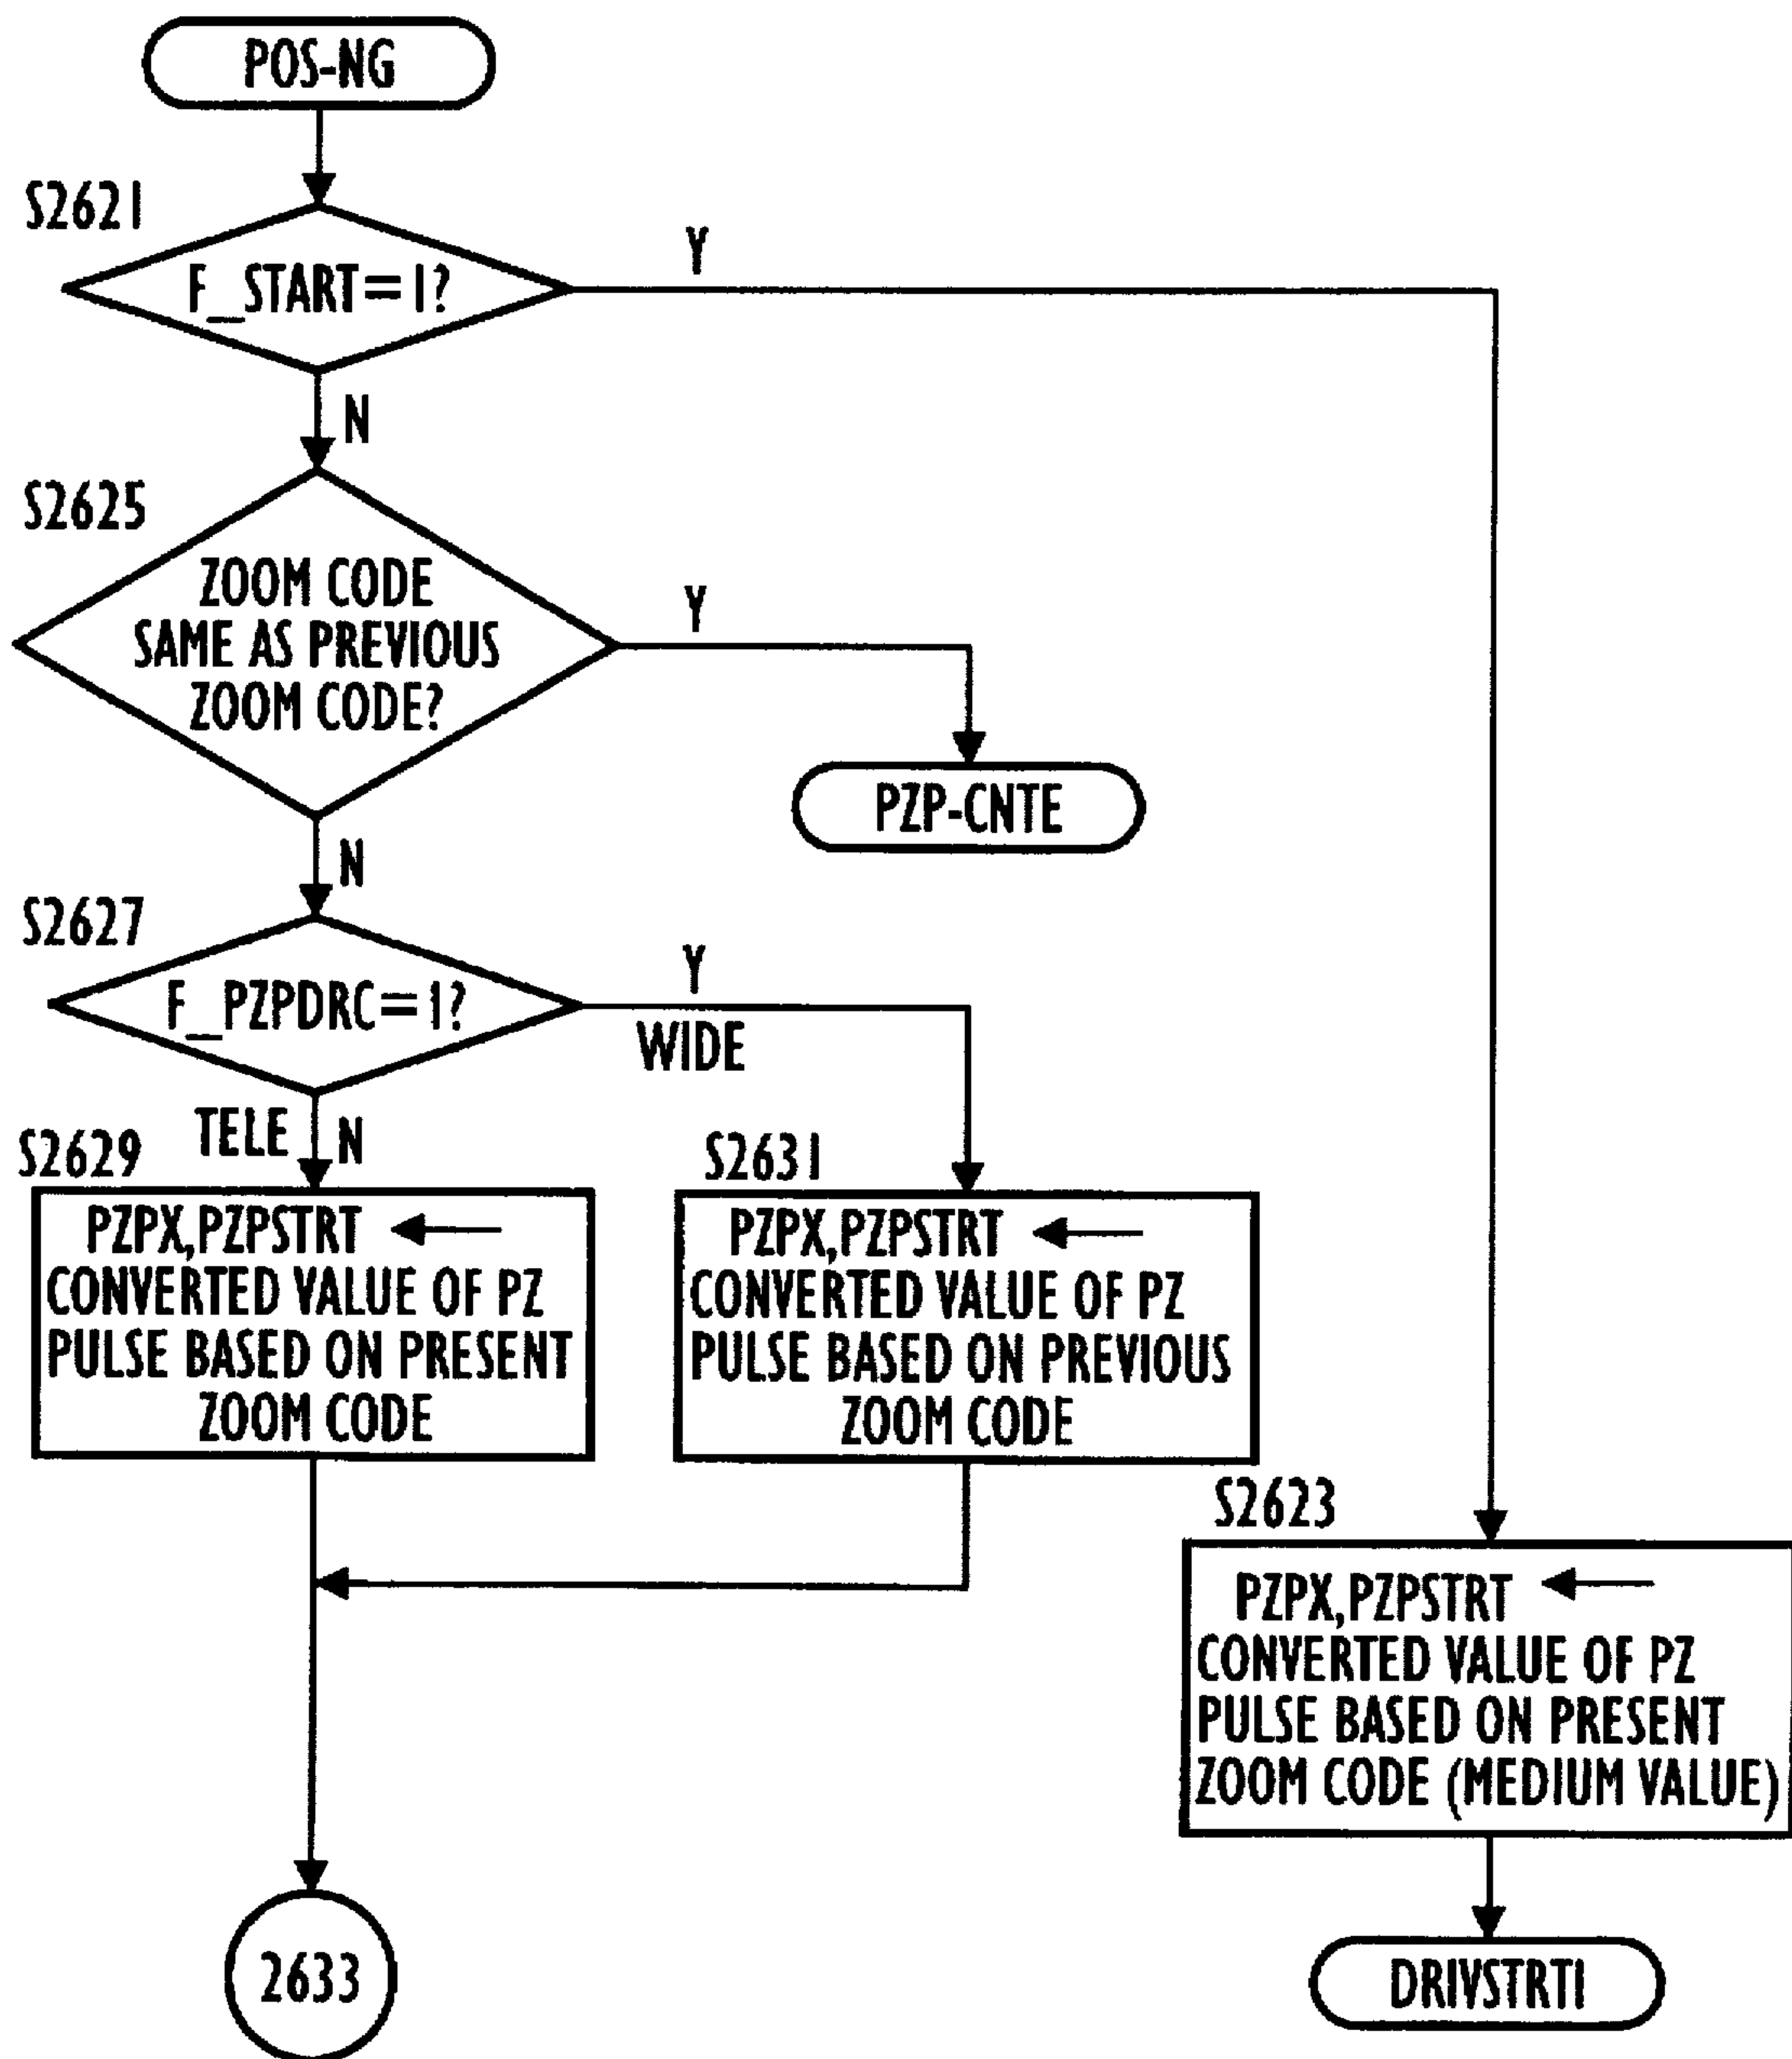 POS-NG
S2621
F_START=1?
Y
N
S2625
ZOOM CODE
SAME AS PREVIOUS
ZOOM CODE?
Y
PZP-CNTE
N
S2627
F_PZPDRC=1?
Y
WIDE
TELE N
S2629
PZPX,PZPSTRT ←
CONVERTED VALUE OF PZ
PULSE BASED ON PRESENT
ZOOM CODE
S2631
PZPX,PZPSTRT ←
CONVERTED VALUE OF PZ
PULSE BASED ON PREVIOUS
ZOOM CODE
S2623
PZPX,PZPSTRT ←
CONVERTED VALUE OF PZ
PULSE BASED ON PRESENT
ZOOM CODE (MEDIUM VALUE)
2633
DRIVSTRT1